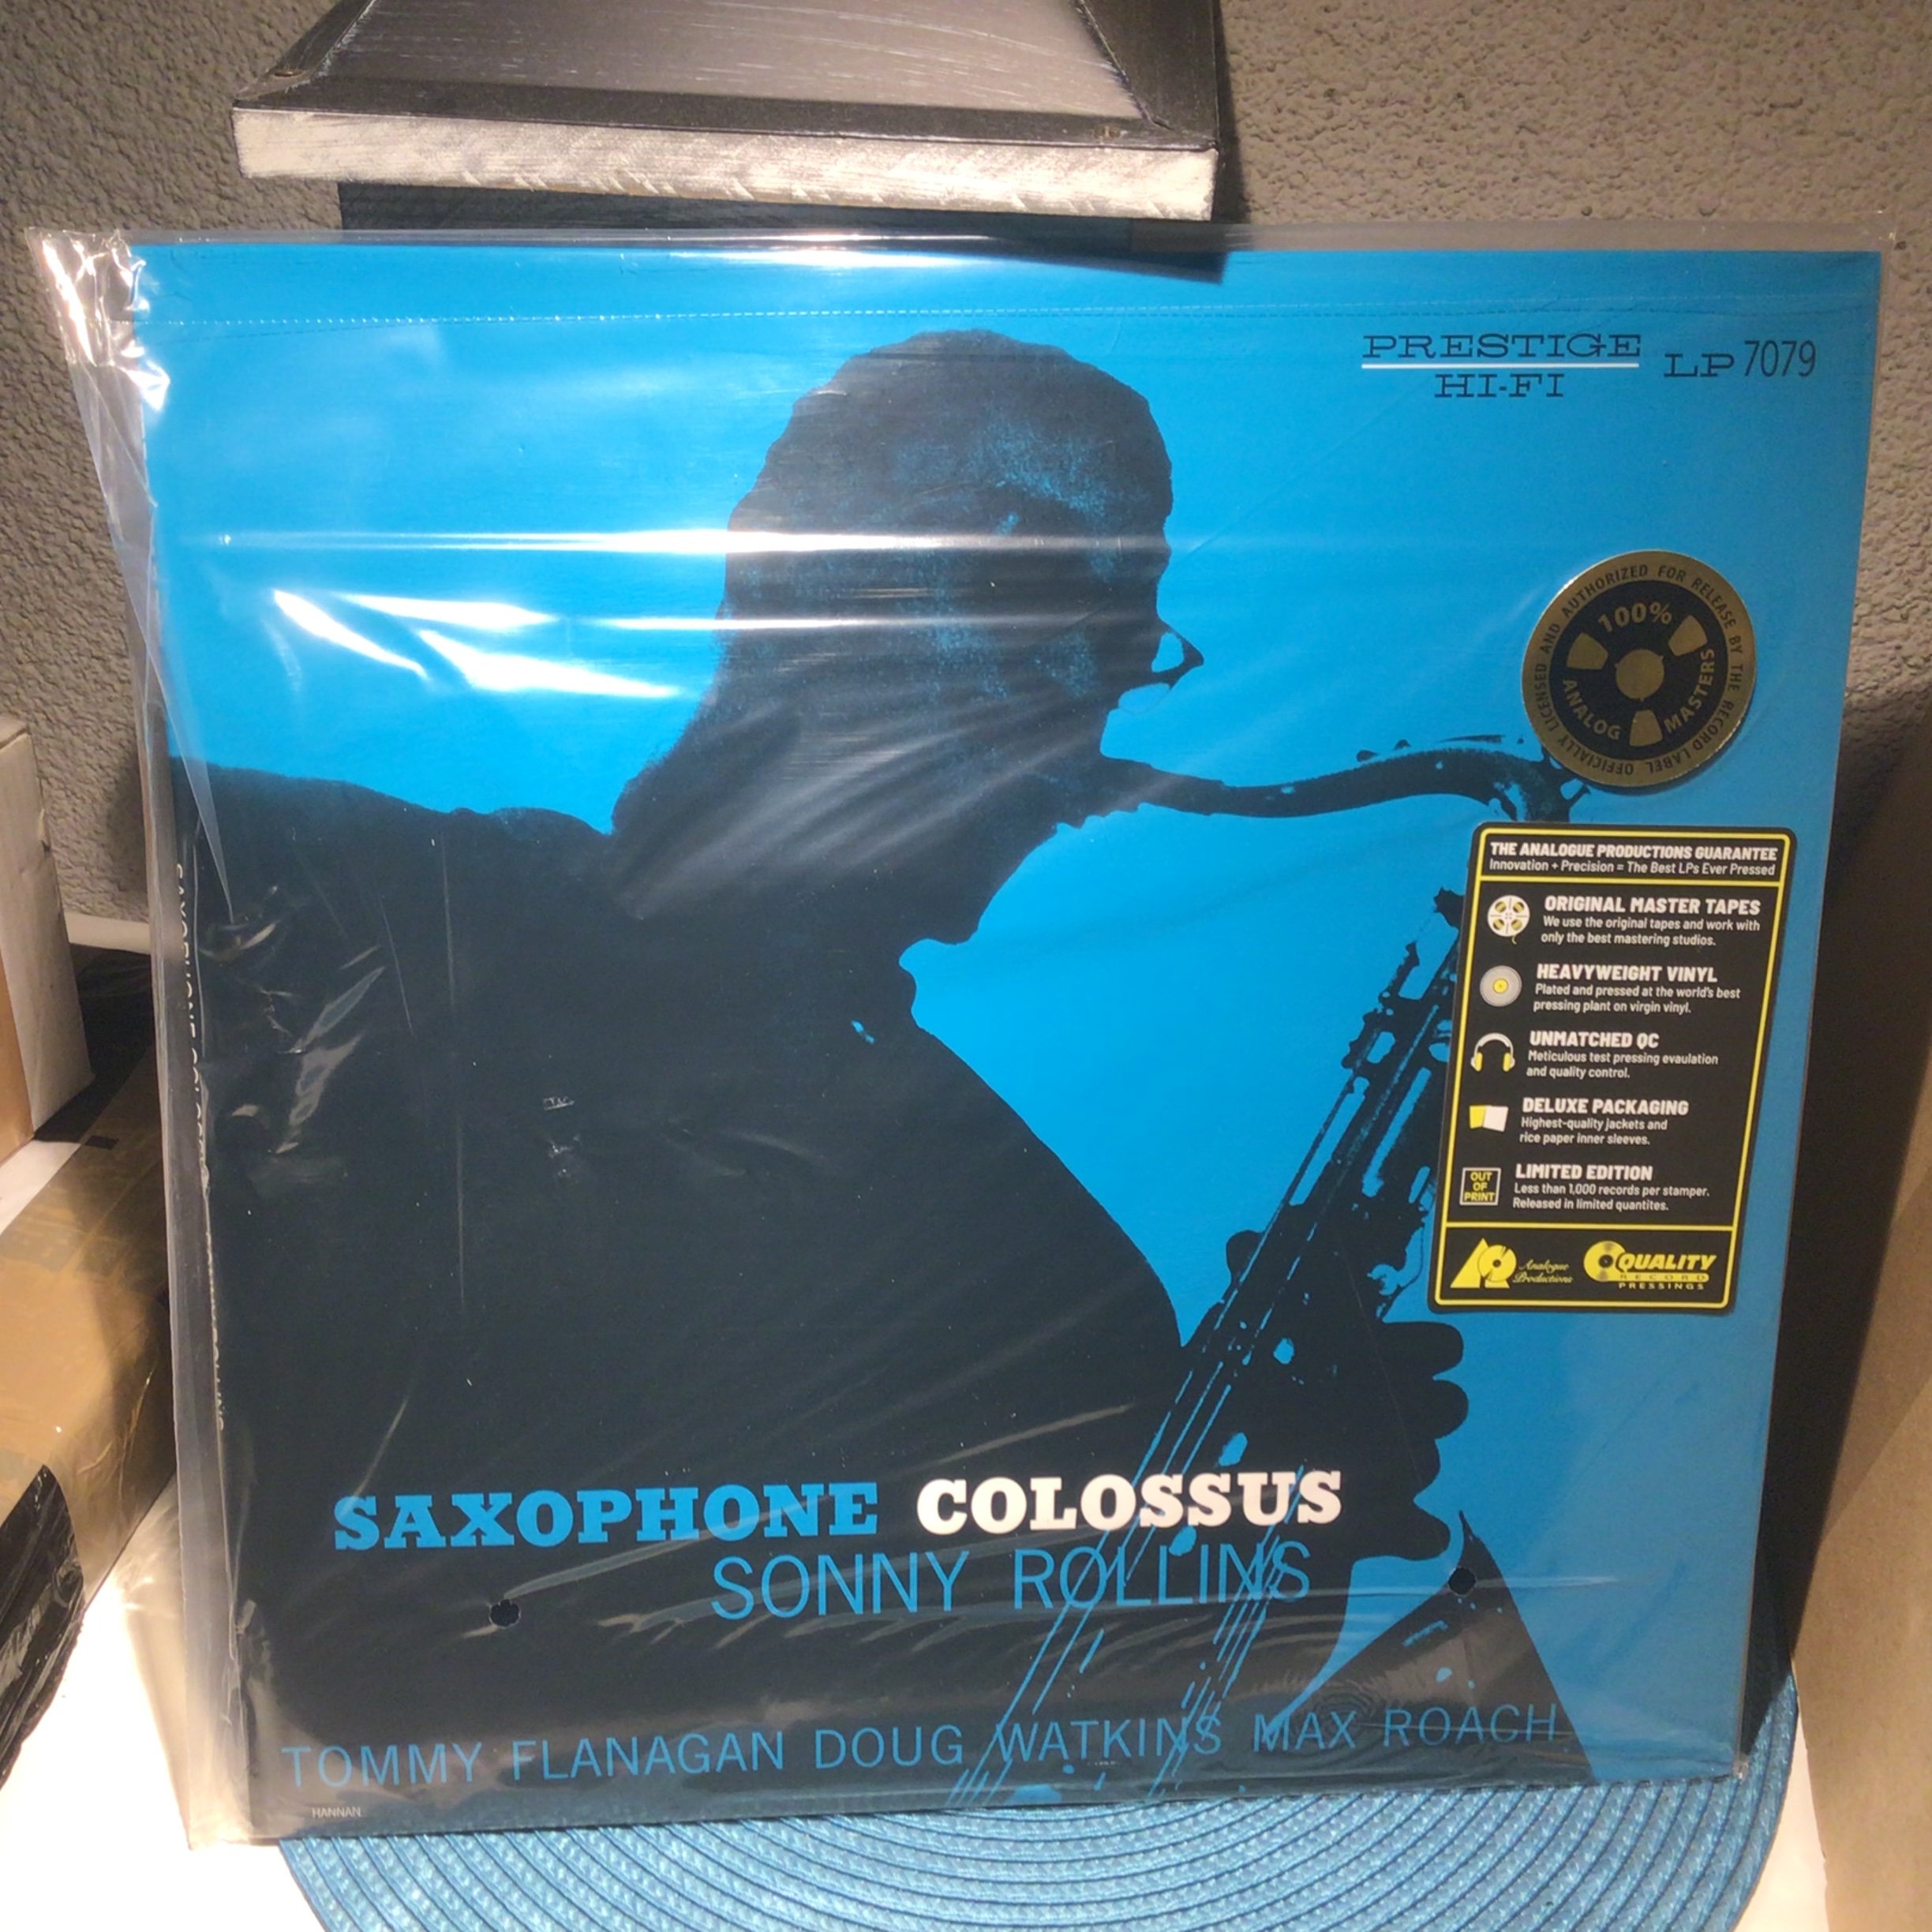 PRESTIGE
HI-FI
LP 7079
OFFICIALLY LICENSED AND AUTHORIZED FOR RELEASE BY THE RECORD LABEL
100%
ANALOG
MASTERS
THE ANALOGUE PRODUCTIONS GUARANTEE
Innovation + Precision = The Best LPs Ever Pressed
ORIGINAL MASTER TAPES
We use the original tapes and work with
only the best mastering studios.
HEAVYWEIGHT VINYL
Plated and pressed at the world's best
pressing plant on virgin vinyl.
UNMATCHED QC
Meticulous test pressing evaulation
and quality control.
DELUXE PACKAGING
Highest-quality jackets and
rice paper inner sleeves.
OUT
OF
PRINT
LIMITED EDITION
Less than 1,000 records per stamper.
Released in limited quantites.
Analogue
Productions
QUALITY
RECORD
PRESSINGS
SAXOPHONE COLOSSUS
SONNY ROLLINS
TOMMY FLANAGAN DOUG WATKINS MAX ROACH
HANNAN